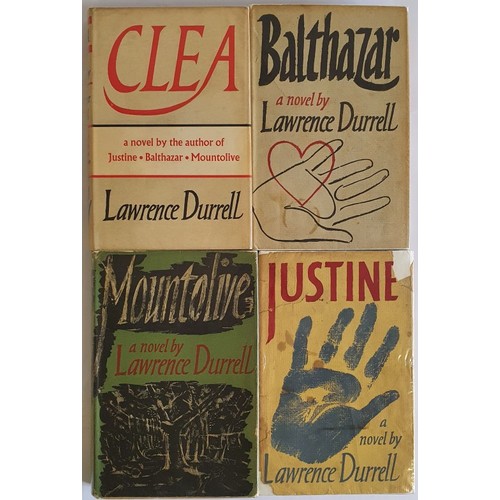 CLEA
a novel by the author of
Justine • Balthazar • Mountolive
Lawrence Durrell
Balthazar
a novel by
Lawrence Durrell
Mountolive
a novel by
Lawrence Durrell
JUSTINE
a
novel by
Lawrence Durrell